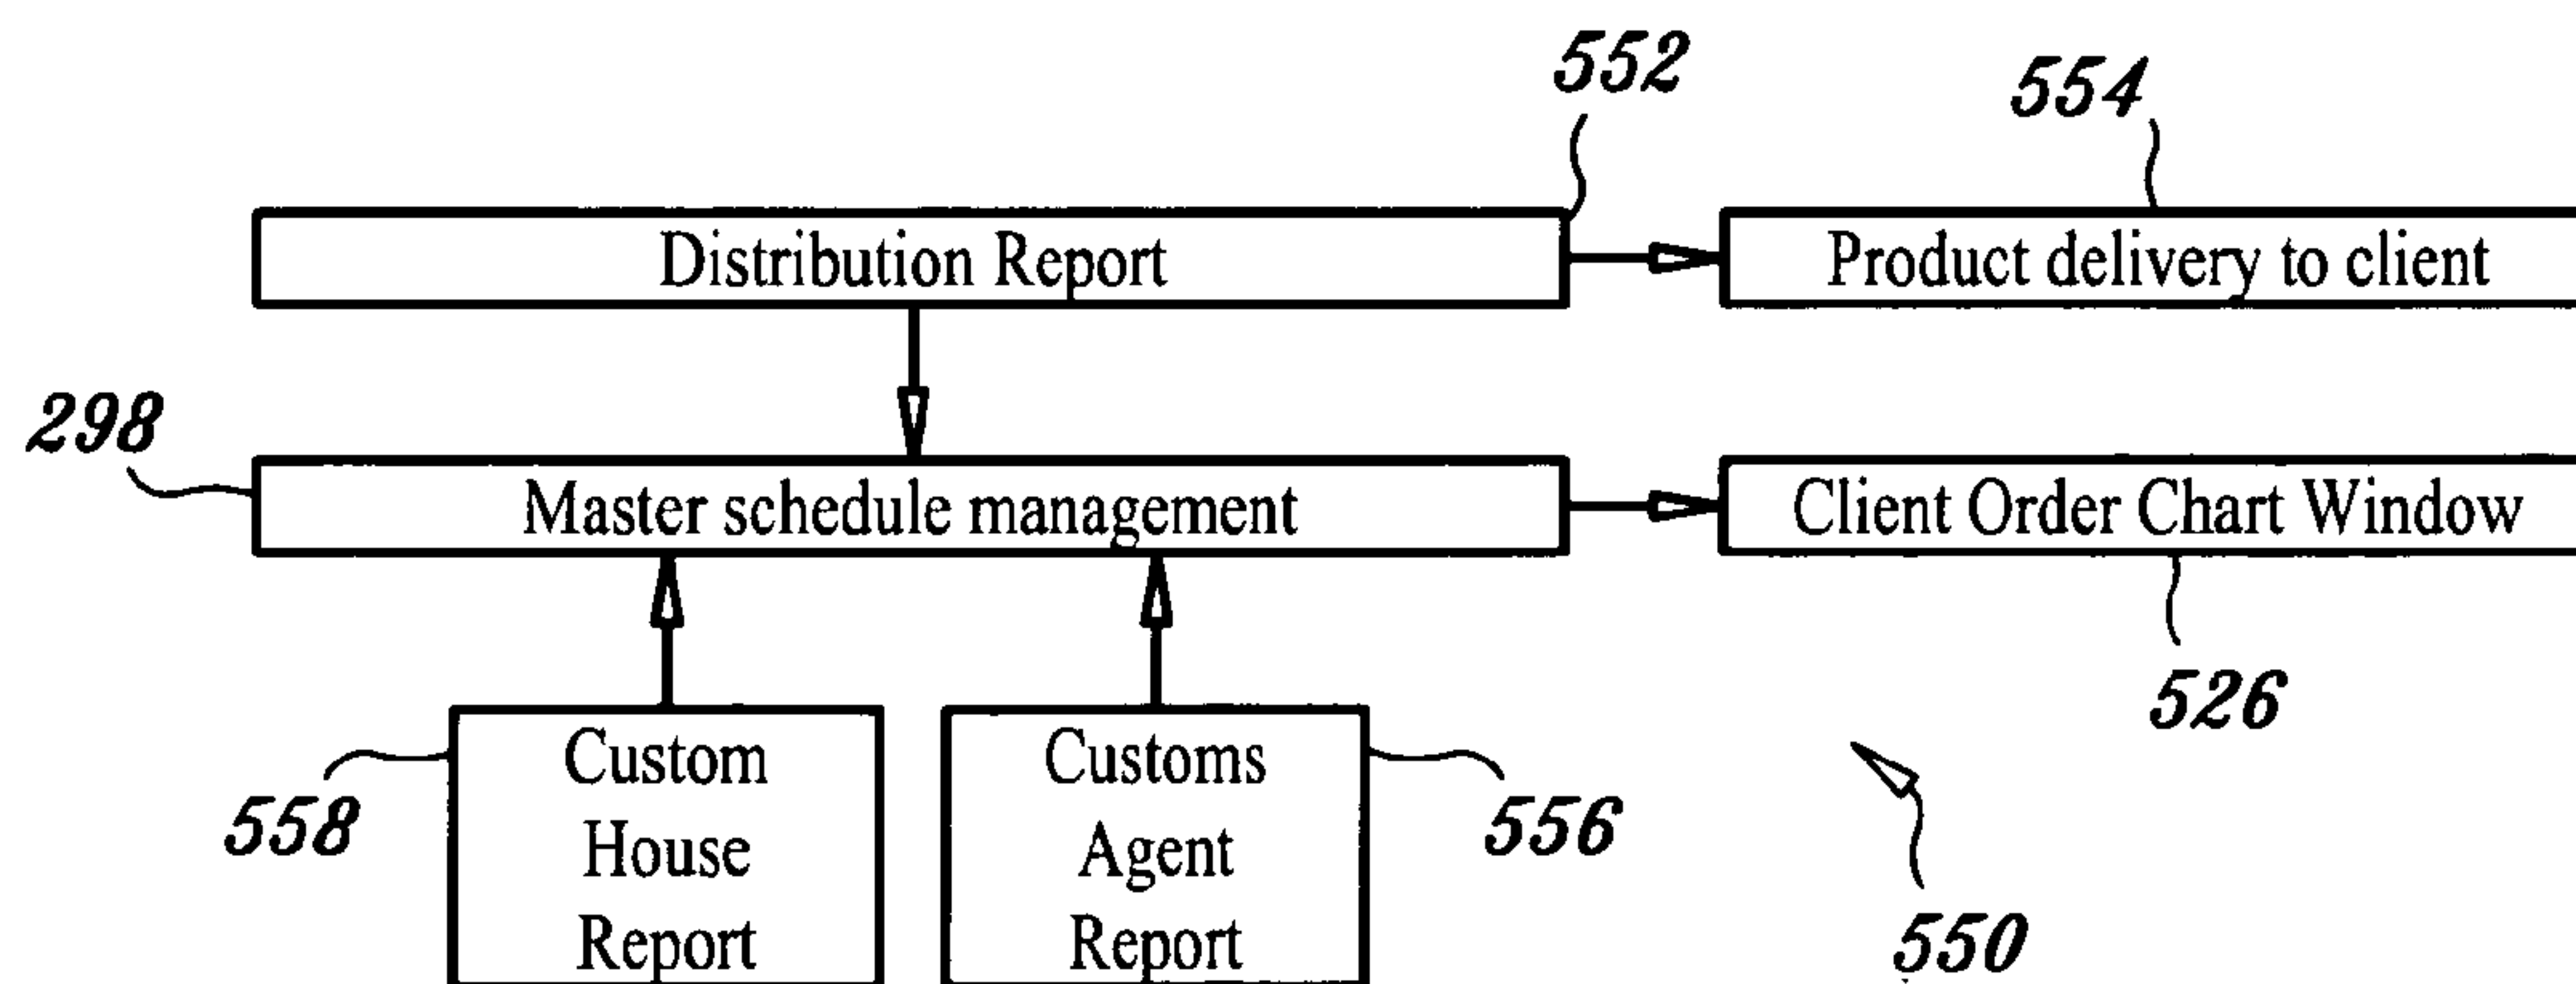 552
554
Distribution Report
Product delivery to client
298
Master schedule management
Client Order Chart Window
526
558
Custom
House
Report
Customs
Agent
Report
556
550